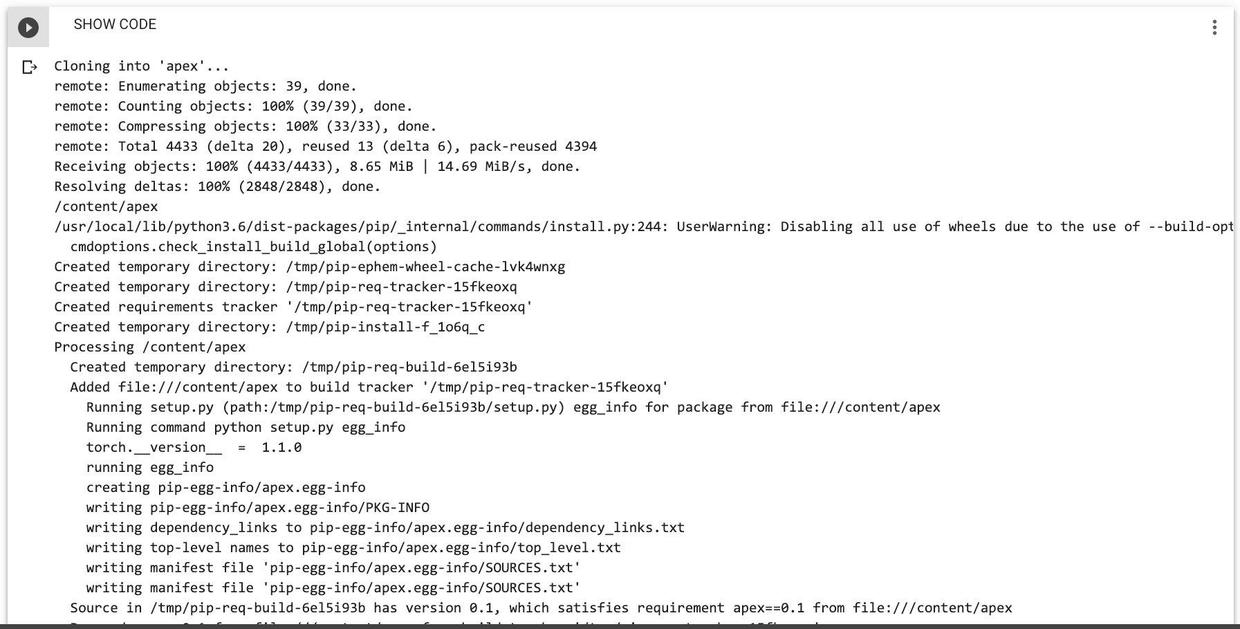 SHOW CODE
Cloning into 'apex'...
remote: Enumerating objects: 39, done.
remote: Counting objects: 100% (39/39), done.
remote: Compressing objects: 100% (33/33), done.
remote: Total 4433 (delta 20), reused 13 (delta 6), pack-reused 4394
Receiving objects: 100% (4433/4433), 8.65 MiB | 14.69 MiB/s, done.
Resolving deltas: 100% (2848/2848), done.
/content/apex
/usr/local/lib/python3.6/dist-packages/pip/_internal/commands/install.py:244: UserWarning: Disabling all use of wheels due to the use of --build-opt
cmdoptions.check_install_build_global(options)
Created temporary directory: /tmp/pip-ephem-wheel-cache-lvk4wnxg
Created temporary directory: /tmp/pip-req-tracker-15fkeoxq
Created requirements tracker '/tmp/pip-req-tracker-15fkeoxq'
Created temporary directory: /tmp/pip-install-f_1o6q_c
Processing /content/apex
Created temporary directory: /tmp/pip-req-build-6el5i93b
Added file:///content/apex to build tracker '/tmp/pip-req-tracker-15fkeoxq'
Running setup.py (path:/tmp/pip-req-build-6el5i93b/setup.py) egg_info for package from file:///content/apex
Running command python setup.py egg_info
torch.__version__  =  1.1.0
running egg_info
creating pip-egg-info/apex.egg-info
writing pip-egg-info/apex.egg-info/PKG-INFO
writing dependency_links to pip-egg-info/apex.egg-info/dependency_links.txt
writing top-level names to pip-egg-info/apex.egg-info/top_level.txt
writing manifest file 'pip-egg-info/apex.egg-info/SOURCES.txt'
writing manifest file 'pip-egg-info/apex.egg-info/SOURCES.txt'
Source in /tmp/pip-req-build-6el5i93b has version 0.1, which satisfies requirement apex==0.1 from file:///content/apex